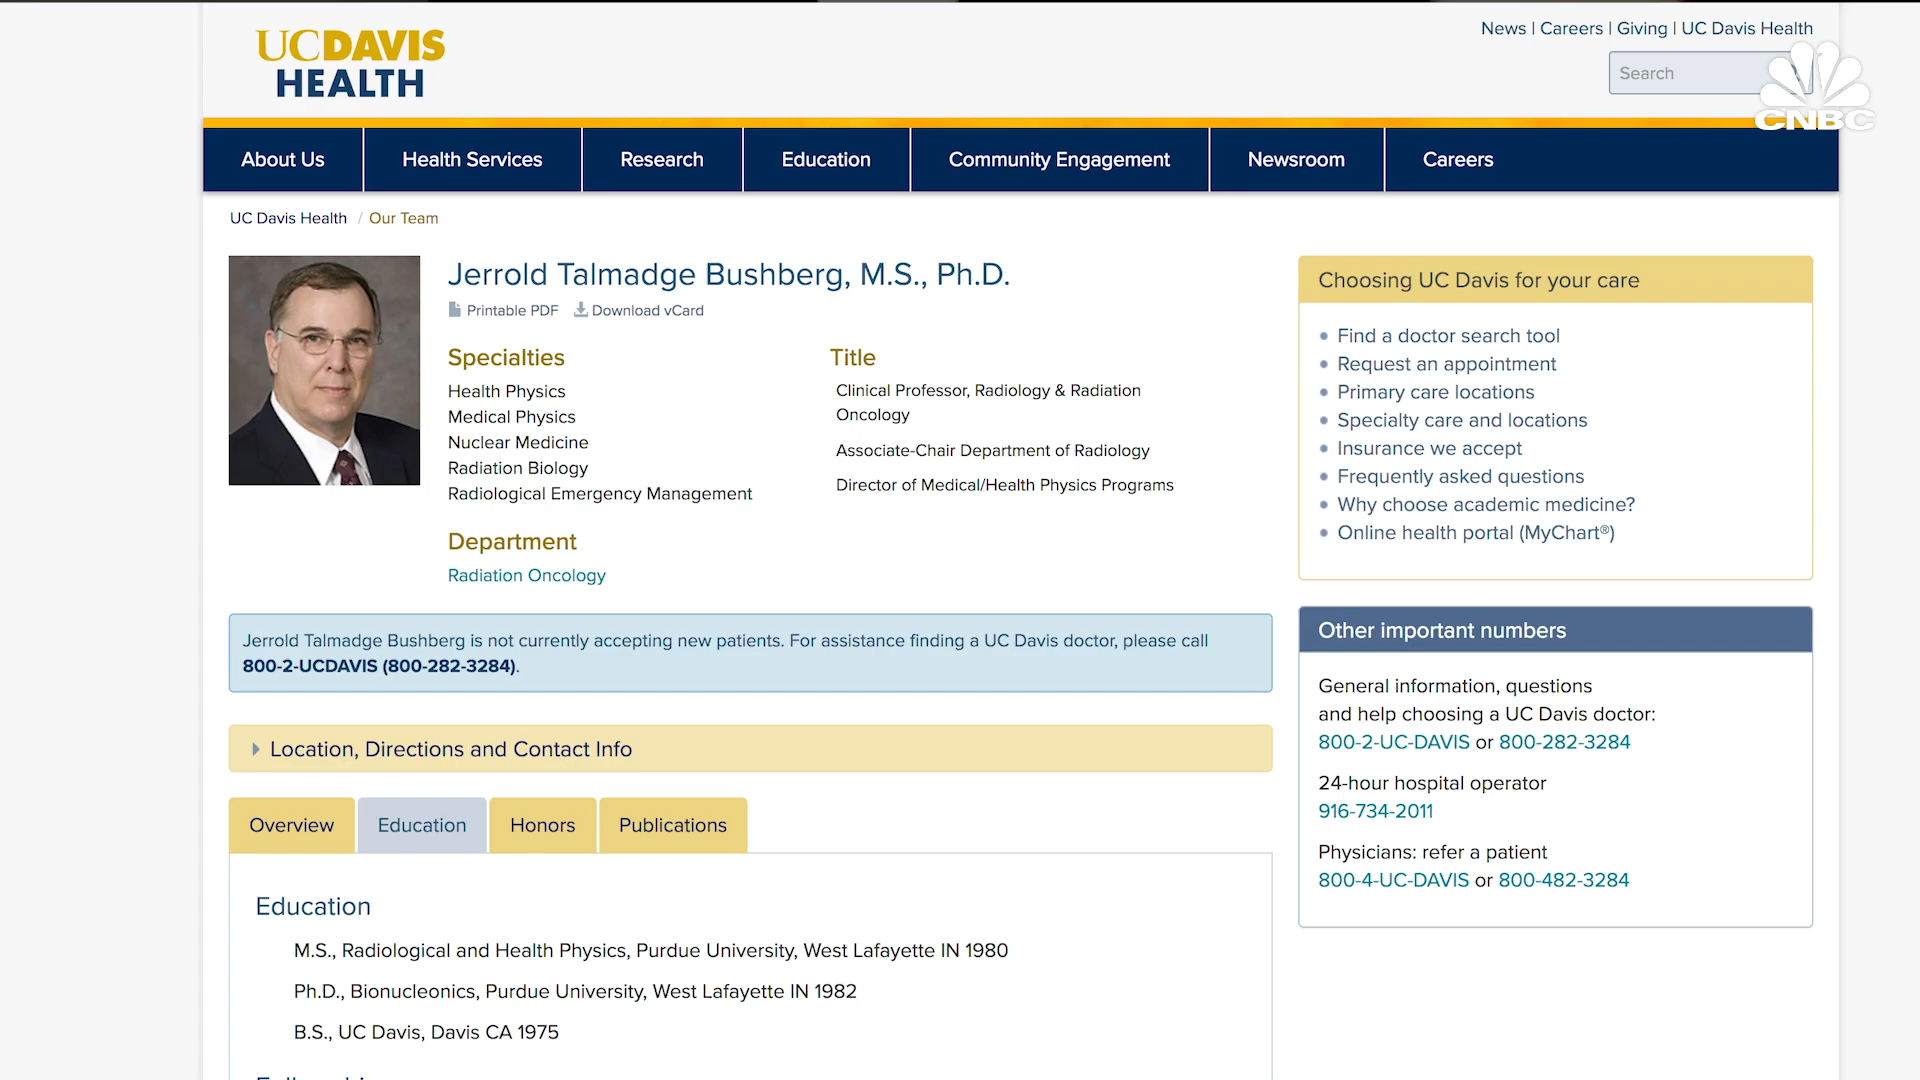 UCDAVIS
HEALTH
News | Careers | Giving | UC Davis Health
Search
CNBC
About Us
Health Services
Research
Education
Community Engagement
Newsroom
Careers
UC Davis Health / Our Team
Jerrold Talmadge Bushberg, M.S., Ph.D.
Printable PDF
Download vCard
Specialties
Health Physics
Medical Physics
Nuclear Medicine
Radiation Biology
Radiological Emergency Management
Title
Clinical Professor, Radiology & Radiation
Oncology
Associate-Chair Department of Radiology
Director of Medical/Health Physics Programs
Department
Radiation Oncology
Jerrold Talmadge Bushberg is not currently accepting new patients. For assistance finding a UC Davis doctor, please call
800-2-UCDAVIS (800-282-3284).
Location, Directions and Contact Info
Overview
Education
Honors
Publications
Education
M.S., Radiological and Health Physics, Purdue University, West Lafayette IN 1980
Ph.D., Bionucleonics, Purdue University, West Lafayette IN 1982
B.S., UC Davis, Davis CA 1975
Choosing UC Davis for your care
Find a doctor search tool
Request an appointment
Primary care locations
Specialty care and locations
Insurance we accept
Frequently asked questions
Why choose academic medicine?
Online health portal (MyChart®)
Other important numbers
General information, questions
and help choosing a UC Davis doctor:
800-2-UC-DAVIS or 800-282-3284
24-hour hospital operator
916-734-2011
Physicians: refer a patient
800-4-UC-DAVIS or 800-482-3284